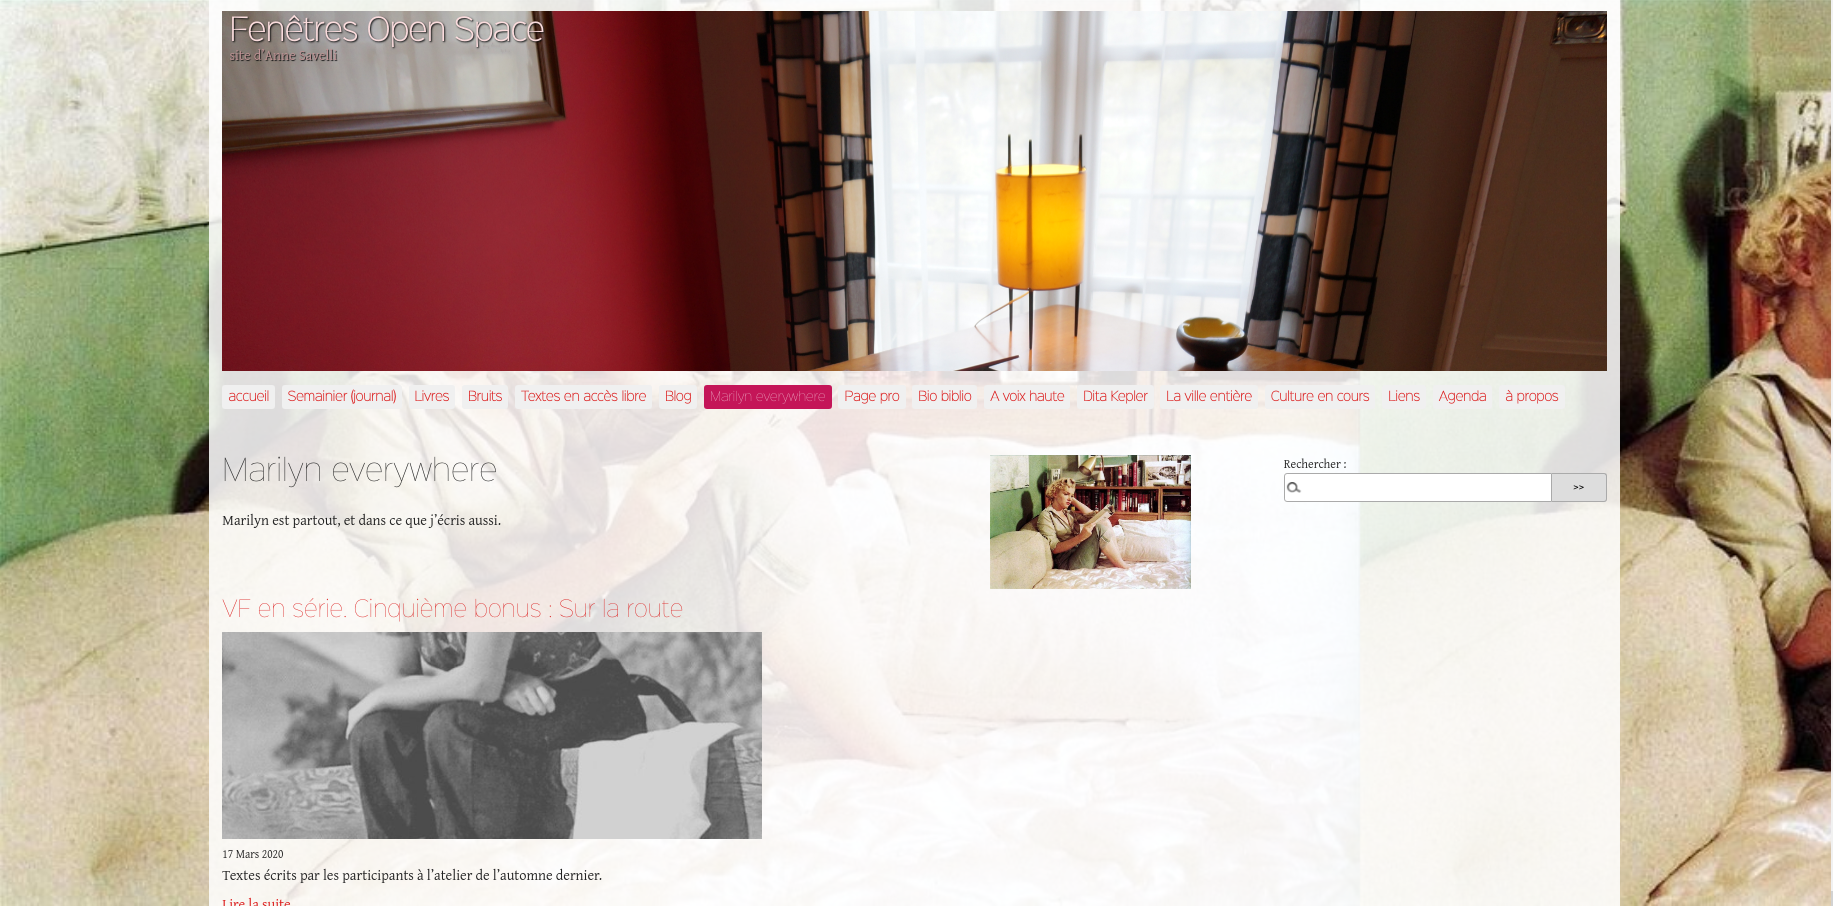 Fenêtres Open Space
site d'Anne Savelli
accueil Semainier (journal) Livres Bruits Textes en accès libre Blog Marilyn everywhere Page pro Bio biblio A voix haute Dita Kepler La ville entière Culture en cours Liens Agenda à propos
Marilyn everywhere
Rechercher :
>>
Marilyn est partout, et dans ce que j’écris aussi.
VF en série. Cinquième bonus : Sur la route
17 Mars 2020
Textes écrits par les participants à l’atelier de l’automne dernier.
Lire la suite